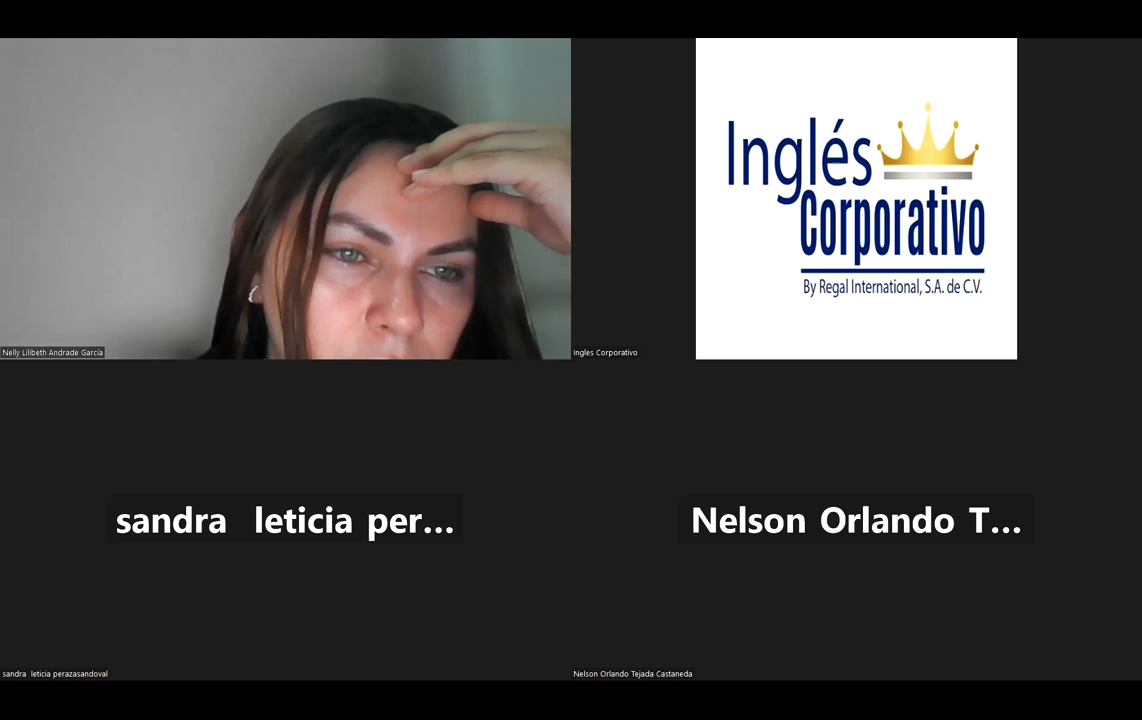 Inglés
Corporativo
By Regal International, S.A. de C.V.
Nelly Lilibeth Andrade García
Ingles Corporativo
sandra leticia per...
Nelson Orlando T...
sandra leticia perazasandoval
Nelson Orlando Tejada Castaneda